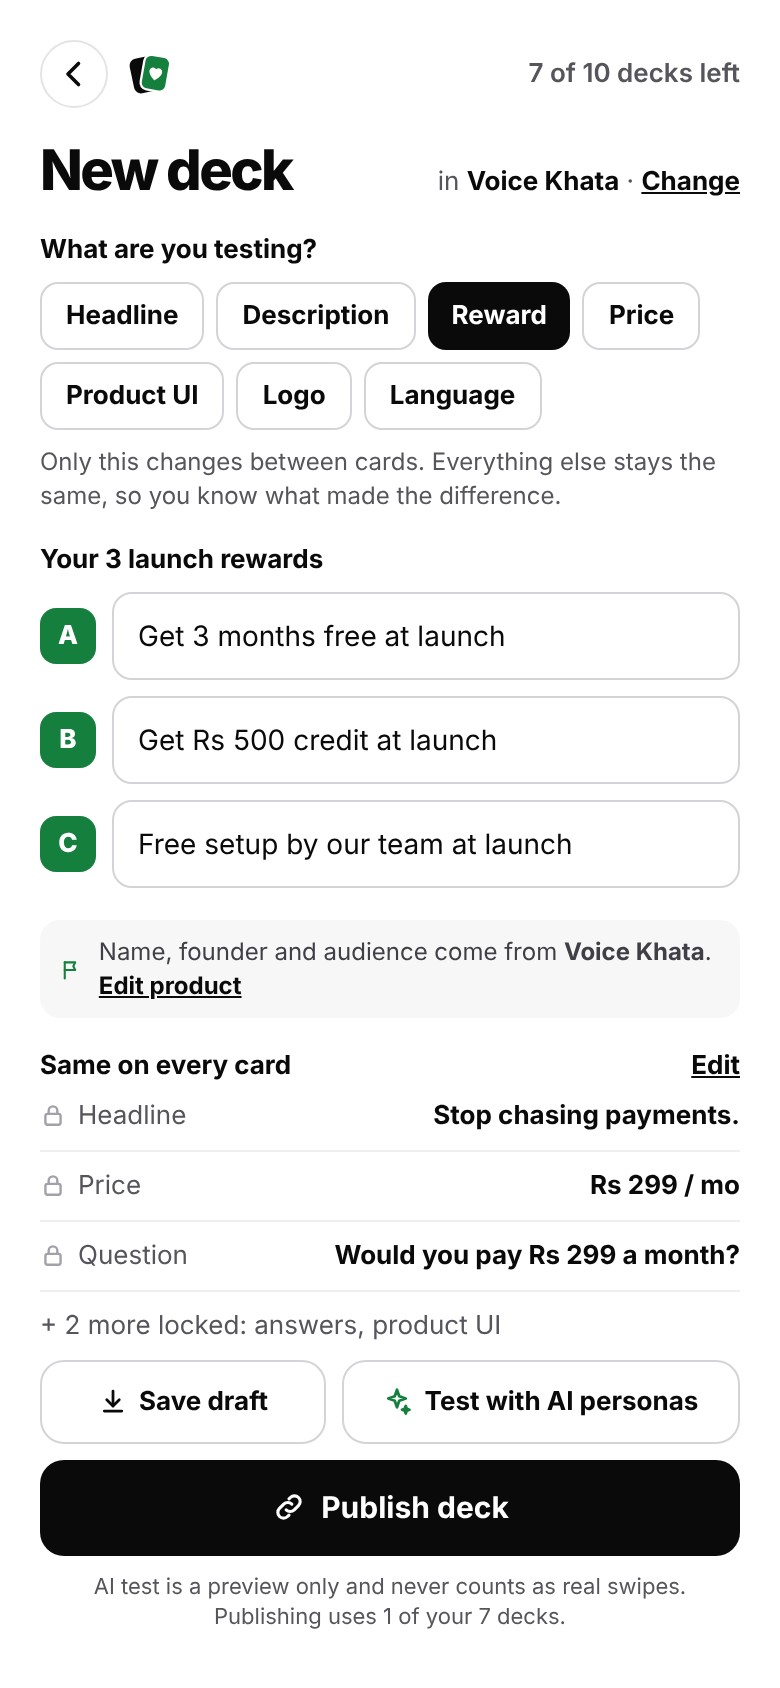 7 of 10 decks left
New deck
in Voice Khata · Change
What are you testing?
Headline
Description
Reward
Price
Product UI
Logo
Language
Only this changes between cards. Everything else stays the
same, so you know what made the difference.
Your 3 launch rewards
A
Get 3 months free at launch
B
Get Rs 500 credit at launch
C
Free setup by our team at launch
Name, founder and audience come from Voice Khata.
Edit product
Same on every card
Edit
Headline
Stop chasing payments.
Price
Rs 299 / mo
Question
Would you pay Rs 299 a month?
+ 2 more locked: answers, product UI
Save draft
Test with AI personas
Publish deck
AI test is a preview only and never counts as real swipes.
Publishing uses 1 of your 7 decks.